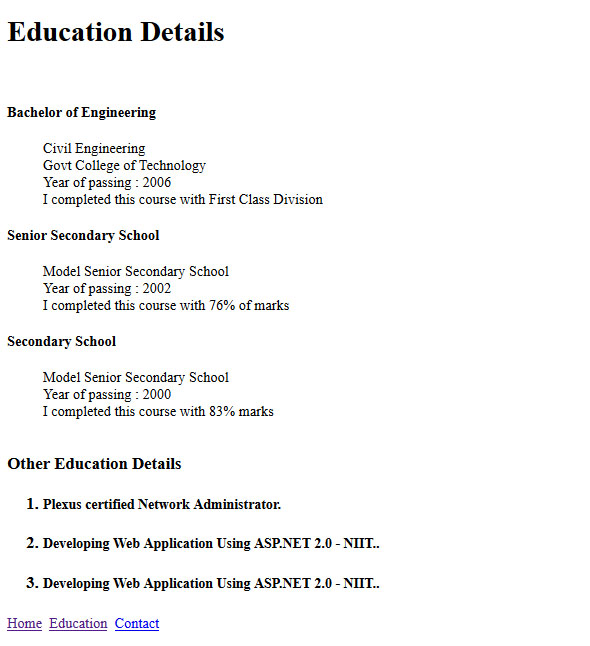 Education Details
Bachelor of Engineering
Civil Engineering
Govt College of Technology
Year of passing : 2006
I completed this course with First Class Division
Senior Secondary School
Model Senior Secondary School
Year of passing : 2002
I completed this course with 76% of marks
Secondary School
Model Senior Secondary School
Year of passing : 2000
I completed this course with 83% marks
Other Education Details
1. Plexus certified Network Administrator.
2. Developing Web Application Using ASP.NET 2.0 - NIIT..
3. Developing Web Application Using ASP.NET 2.0 - NIIT..
Home Education Contact